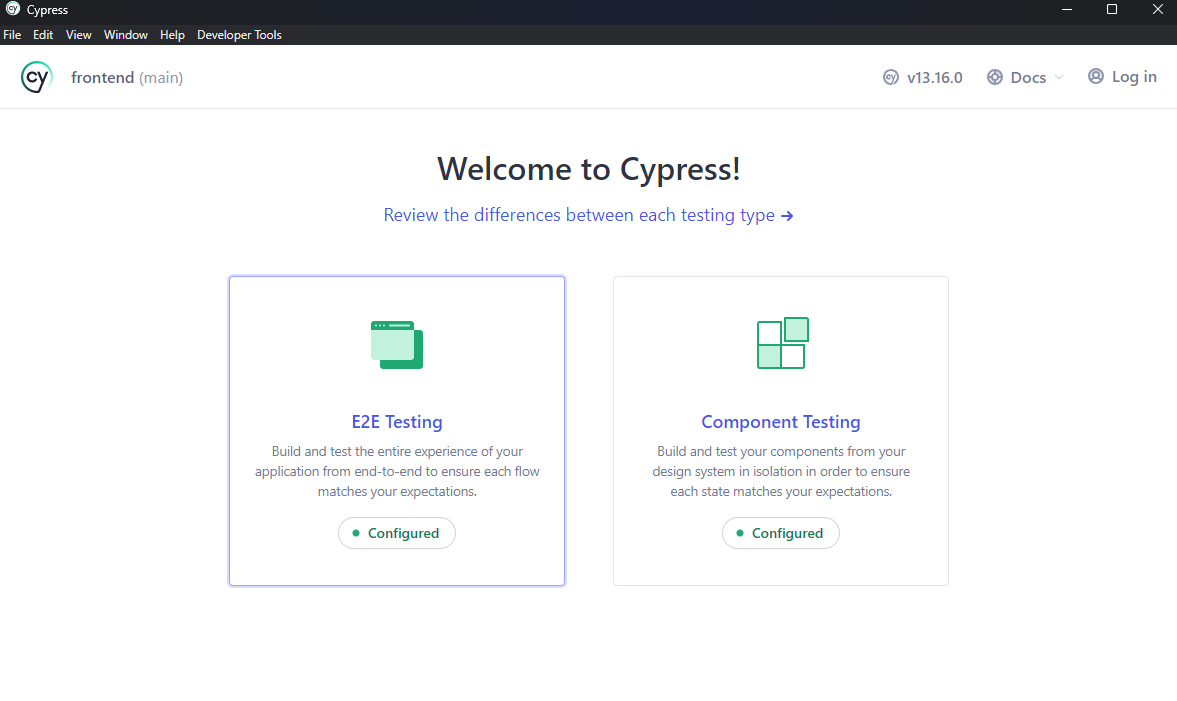 Cypress
File Edit View Window Help Developer Tools
cy frontend (main) v13.16.0 Docs Log in
Welcome to Cypress!
Review the differences between each testing type →
E2E Testing
Build and test the entire experience of your
application from end-to-end to ensure each flow
matches your expectations.
Configured
Component Testing
Build and test your components from your
design system in isolation in order to ensure
each state matches your expectations.
Configured